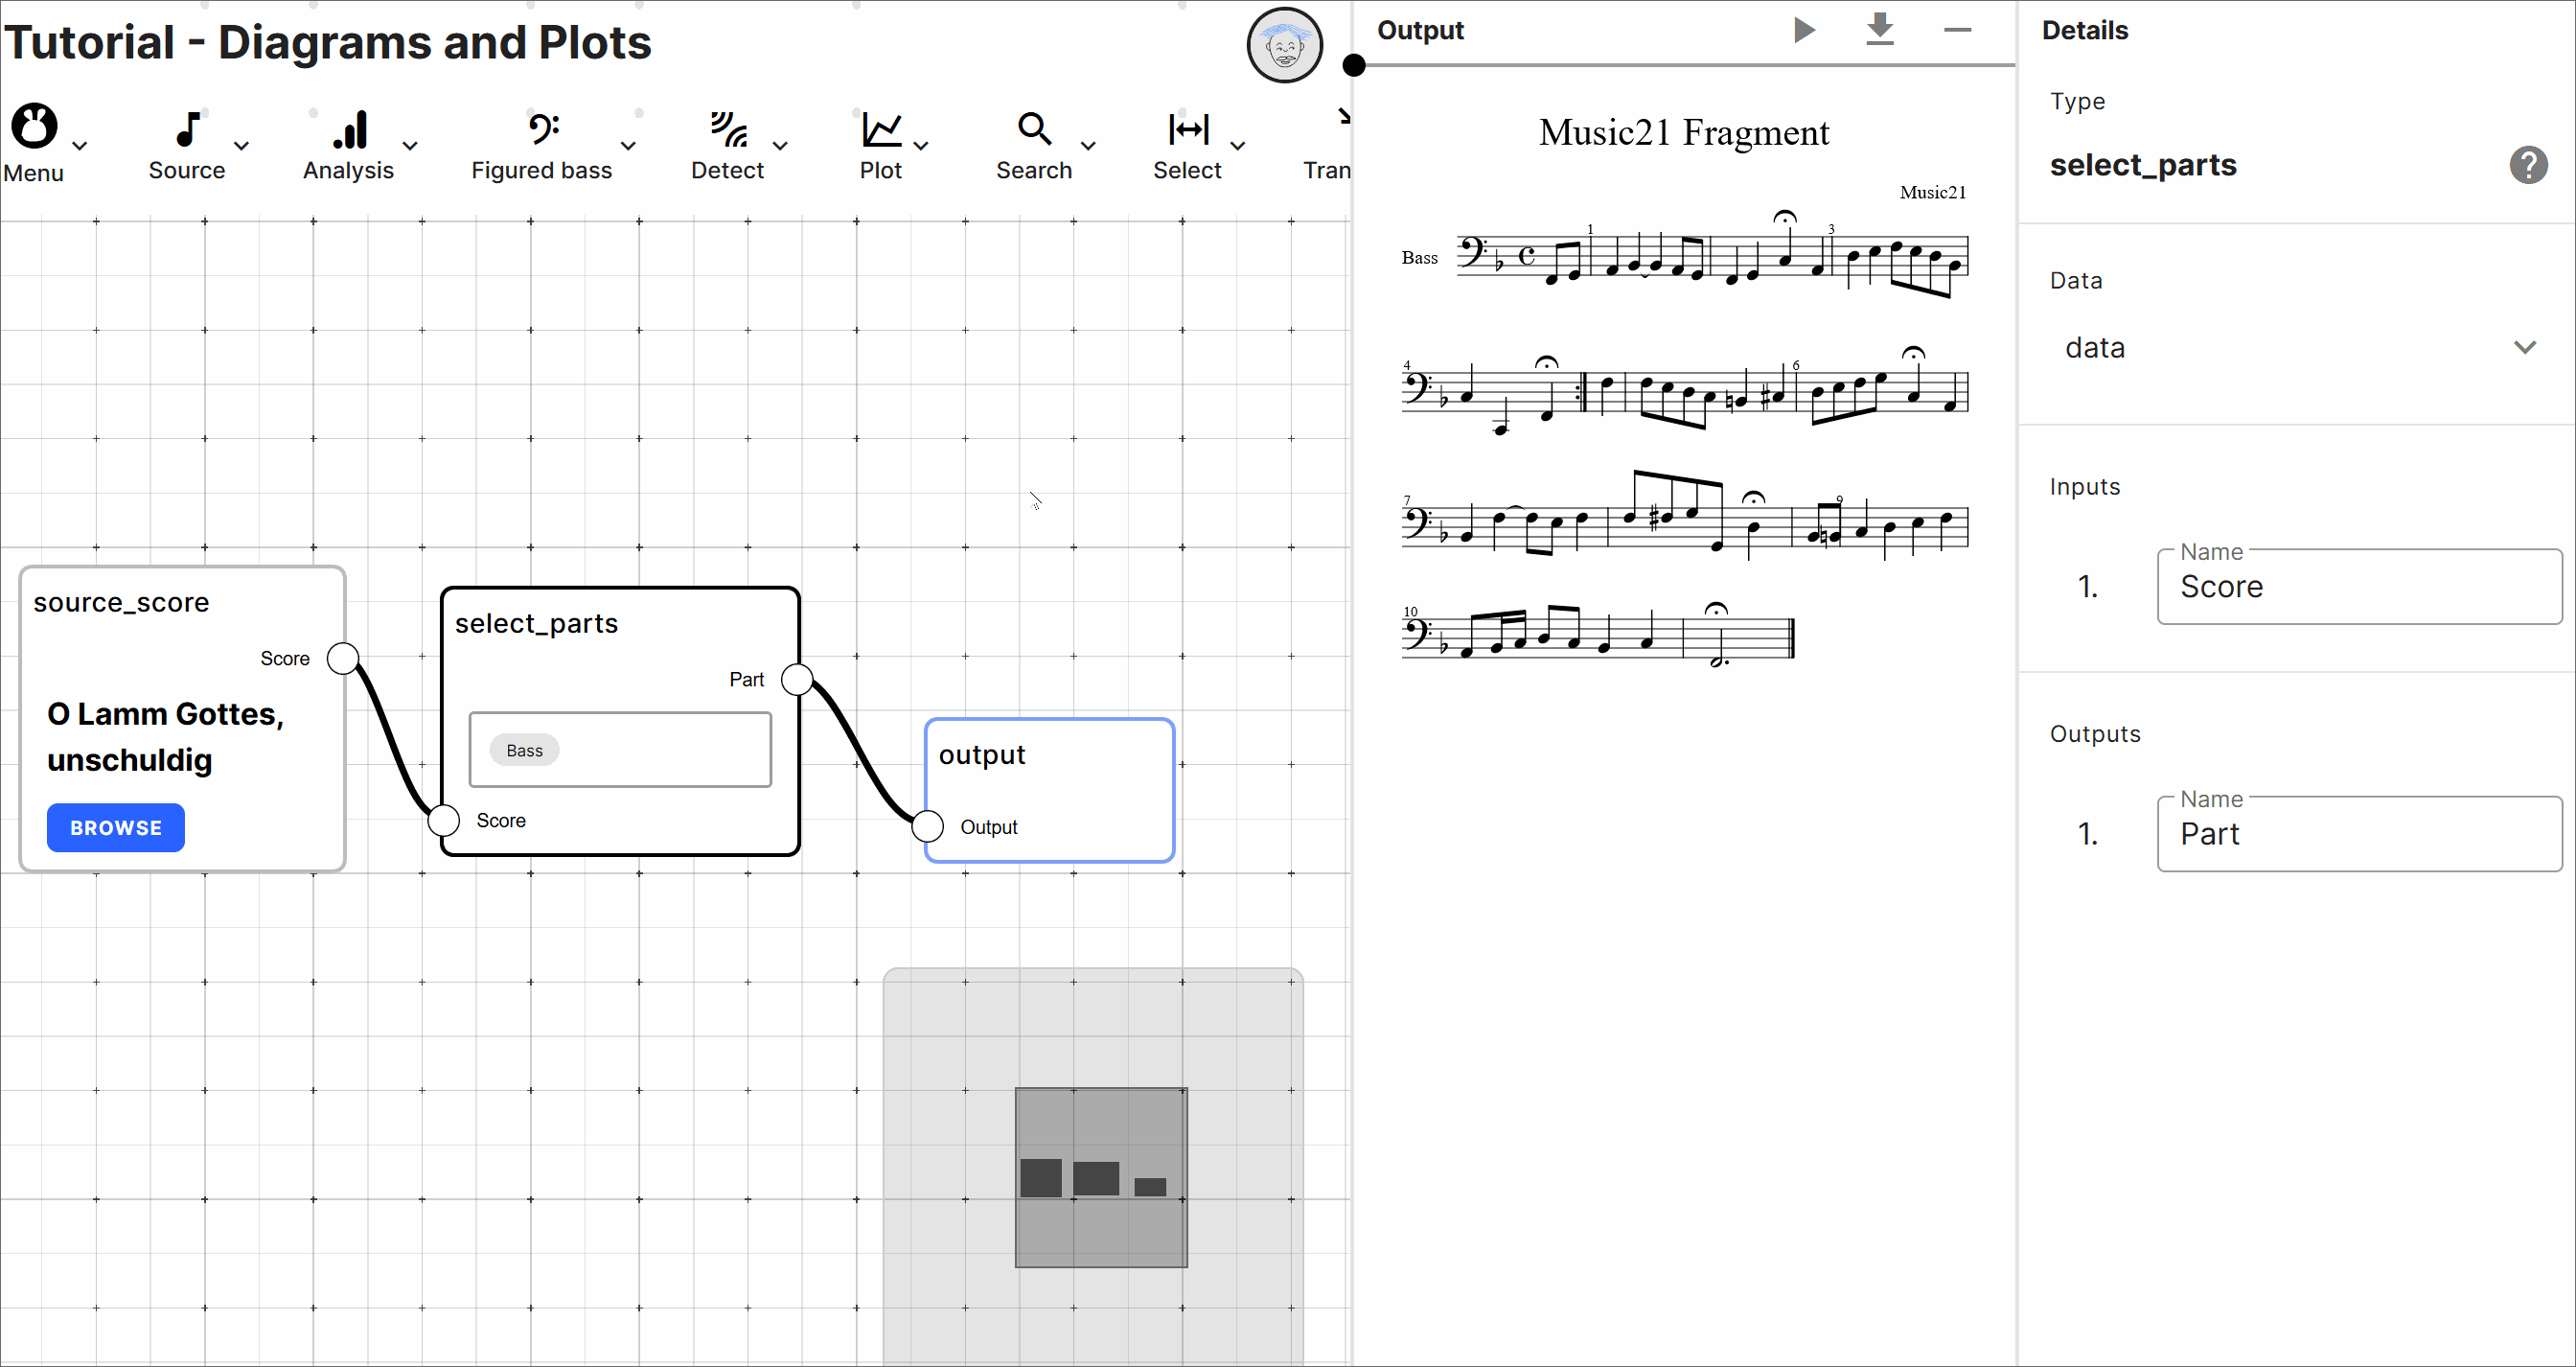 Tutorial - Diagrams and Plots
Menu
Source
Analysis
Figured bass
Detect
Plot
Search
Select
Tran
source_score
Score
O Lamm Gottes,
unschuldig
BROWSE
select_parts
Part
Bass
Score
output
Output
Output
Music21 Fragment
Music21
Bass
1
3
4
6
7
9
10
Details
Type
select_parts
?
Data
data
Inputs
1.
Name
Score
Outputs
1.
Name
Part